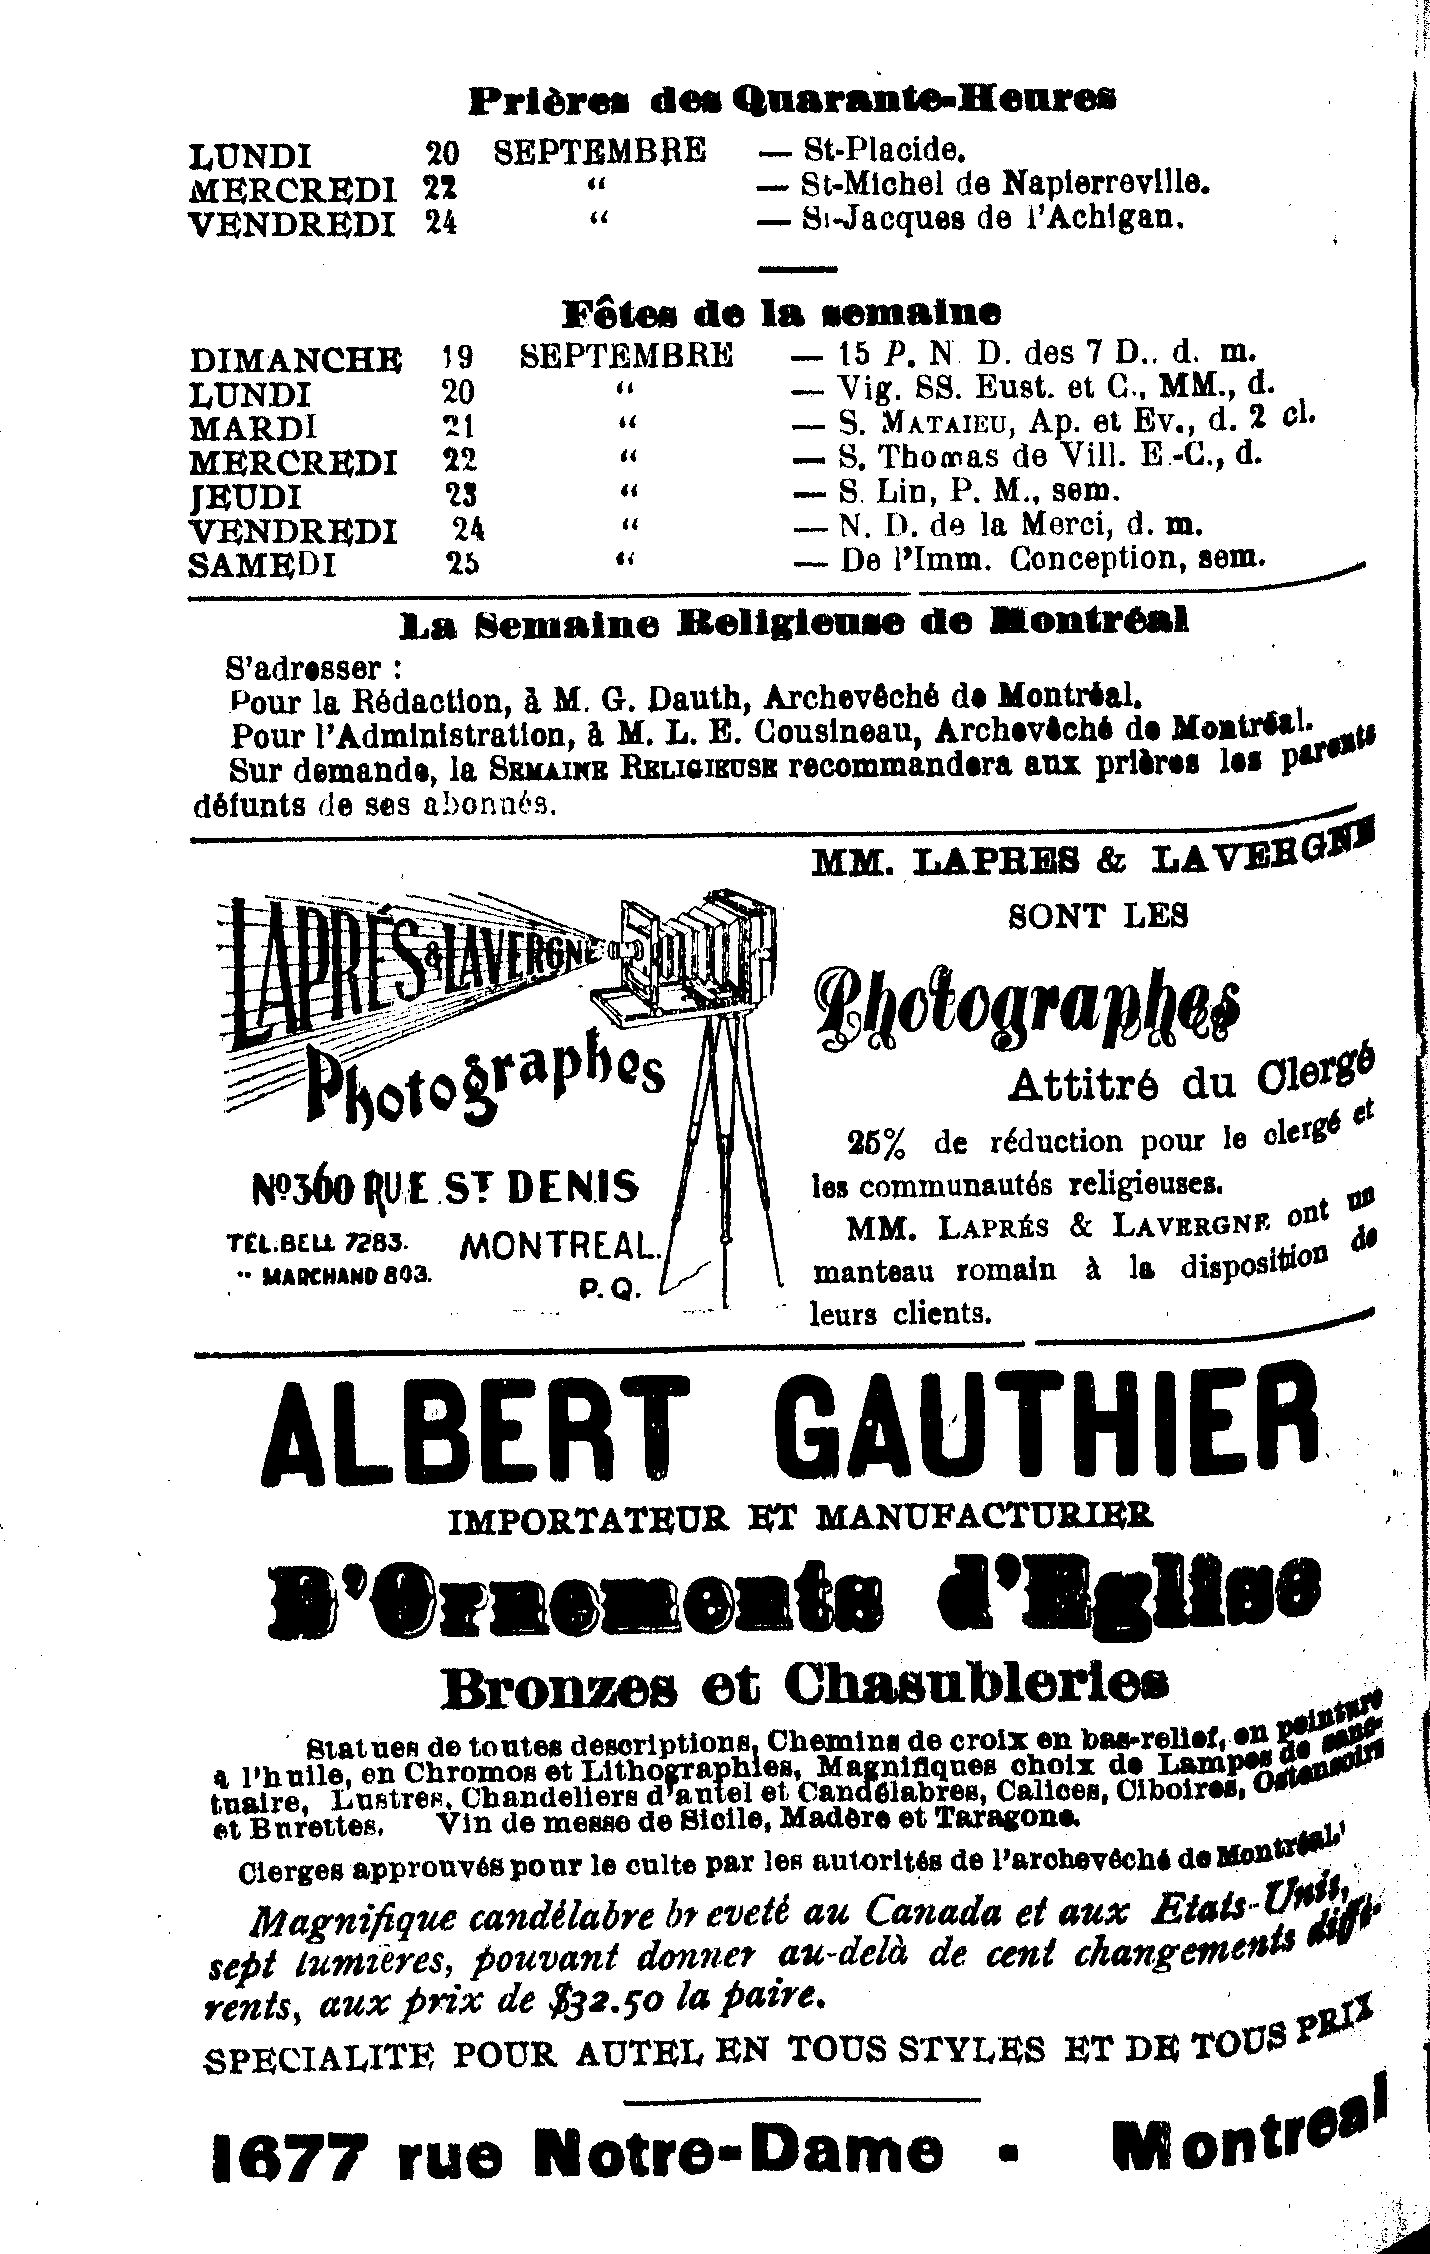 Prières des Quarante-Heures
LUNDI 20 SEPTEMBRE — St-Placide.
MERCREDI 22 “ — St-Michel de Napierreville.
VENDREDI 24 “ — St-Jacques de l'Achigan.
Fêtes de la semaine
DIMANCHE 19 SEPTEMBRE — 15 P. N. D. des 7 D.. d. m.
LUNDI 20 “ — Vig. SS. Eust. et C., MM., d.
MARDI 21 “ — S. MATAIEU, Ap. et Ev., d. 2 cl.
MERCREDI 22 “ — S. Thomas de Vill. E.-C., d.
JEUDI 23 “ — S. Lin, P. M., sem.
VENDREDI 24 “ — N. D. de la Merci, d. m.
SAMEDI 25 “ — De l'Imm. Conception, sem.
La Semaine Religieuse de Montréal
S'adresser :
Pour la Rédaction, à M. G. Dauth, Archevêché de Montréal.
Pour l'Administration, à M. L. E. Cousineau, Archevêché de Montréal.
Sur demande, la SEMAINE RELIGIEUSE recommandera aux prières les parents
défunts de ses abonnés.
LAPRÉS & LAVERGNE
Photographes
No 360 RUE ST DENIS
TÉL. BELL 7283. MONTREAL.
" MARCHAND 803. P. Q.
MM. LAPRES & LAVERGNE
SONT LES
Photographes
Attitré du Clergé
25% de réduction pour le clergé et
les communautés religieuses.
MM. LAPRÉS & LAVERGNE ont un
manteau romain à la disposition de
leurs clients.
ALBERT GAUTHIER
IMPORTATEUR ET MANUFACTURIER
D'Ornements d'Eglise
Bronzes et Chasubleries
Statues de toutes descriptions, Chemins de croix en bas-relief, en peinture
a l'huile, en Chromos et Lithographies, Magnifiques choix de Lampes de sanc-
tuaire, Lustres, Chandeliers d'autel et Candélabres, Calices, Ciboires, Ostensoirs
et Burettes. Vin de messe de Sicile, Madère et Taragone.
Cierges approuvés pour le culte par les autorités de l'archevêché de Montréal.
Magnifique candélabre breveté au Canada et aux Etats-Unis,
sept lumières, pouvant donner au-delà de cent changements diffé-
rents, aux prix de $32.50 la paire.
SPECIALITE POUR AUTEL EN TOUS STYLES ET DE TOUS PRIX
1677 rue Notre-Dame - Montreal